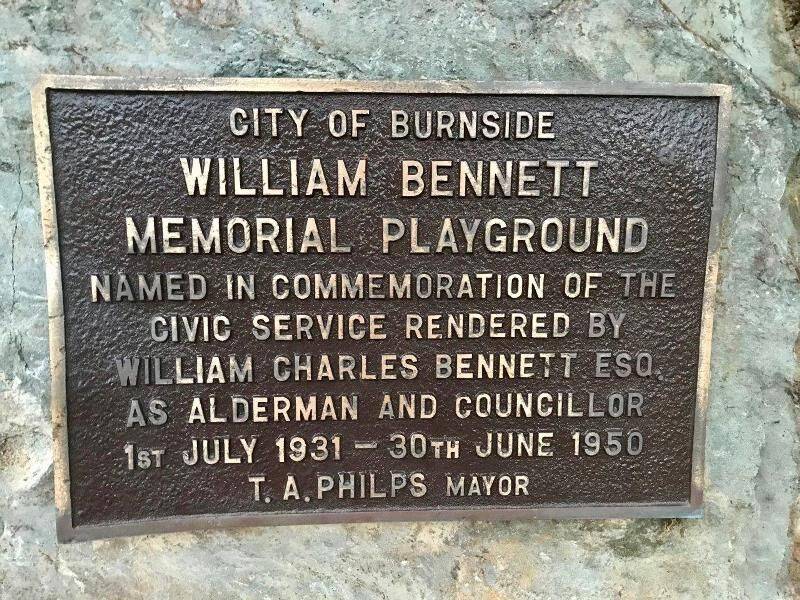 CITY OF BURNSIDE
WILLIAM BENNETT
MEMORIAL PLAYGROUND
NAMED IN COMMEMORATION OF THE
CIVIC SERVICE RENDERED BY
WILLIAM CHARLES BENNETT ESQ.
AS ALDERMAN AND COUNCILLOR
1ST JULY 1931 – 30TH JUNE 1950
T. A. PHILPS MAYOR